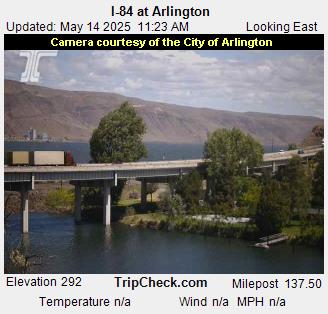 I-84 at Arlington
Updated: May 14 2025 11:23 AM Looking East
Camera courtesy of the City of Arlington
Elevation 292 TripCheck.com Milepost 137.50
Temperature n/a Wind n/a MPH n/a